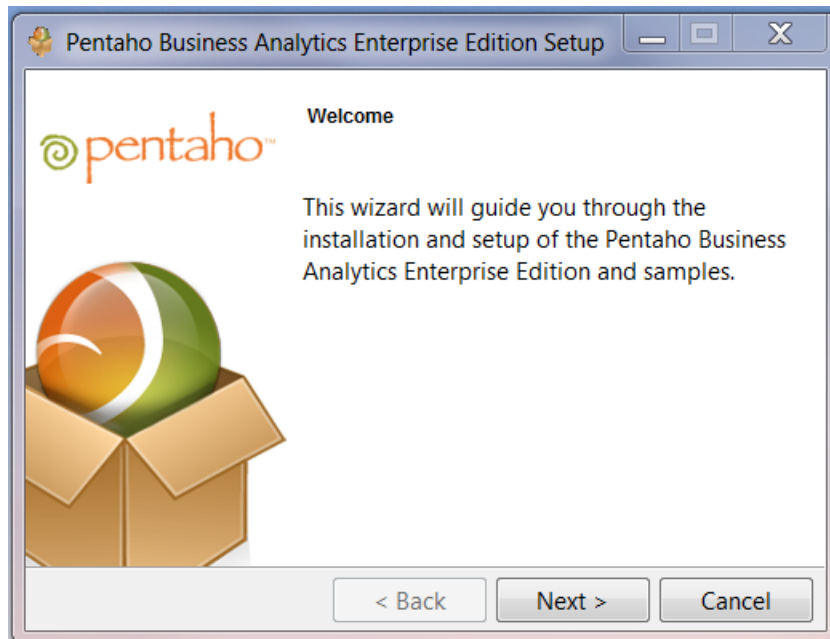 Pentaho Business Analytics Enterprise Edition Setup
pentaho™
Welcome
This wizard will guide you through the
installation and setup of the Pentaho Business
Analytics Enterprise Edition and samples.
< Back
Next >
Cancel